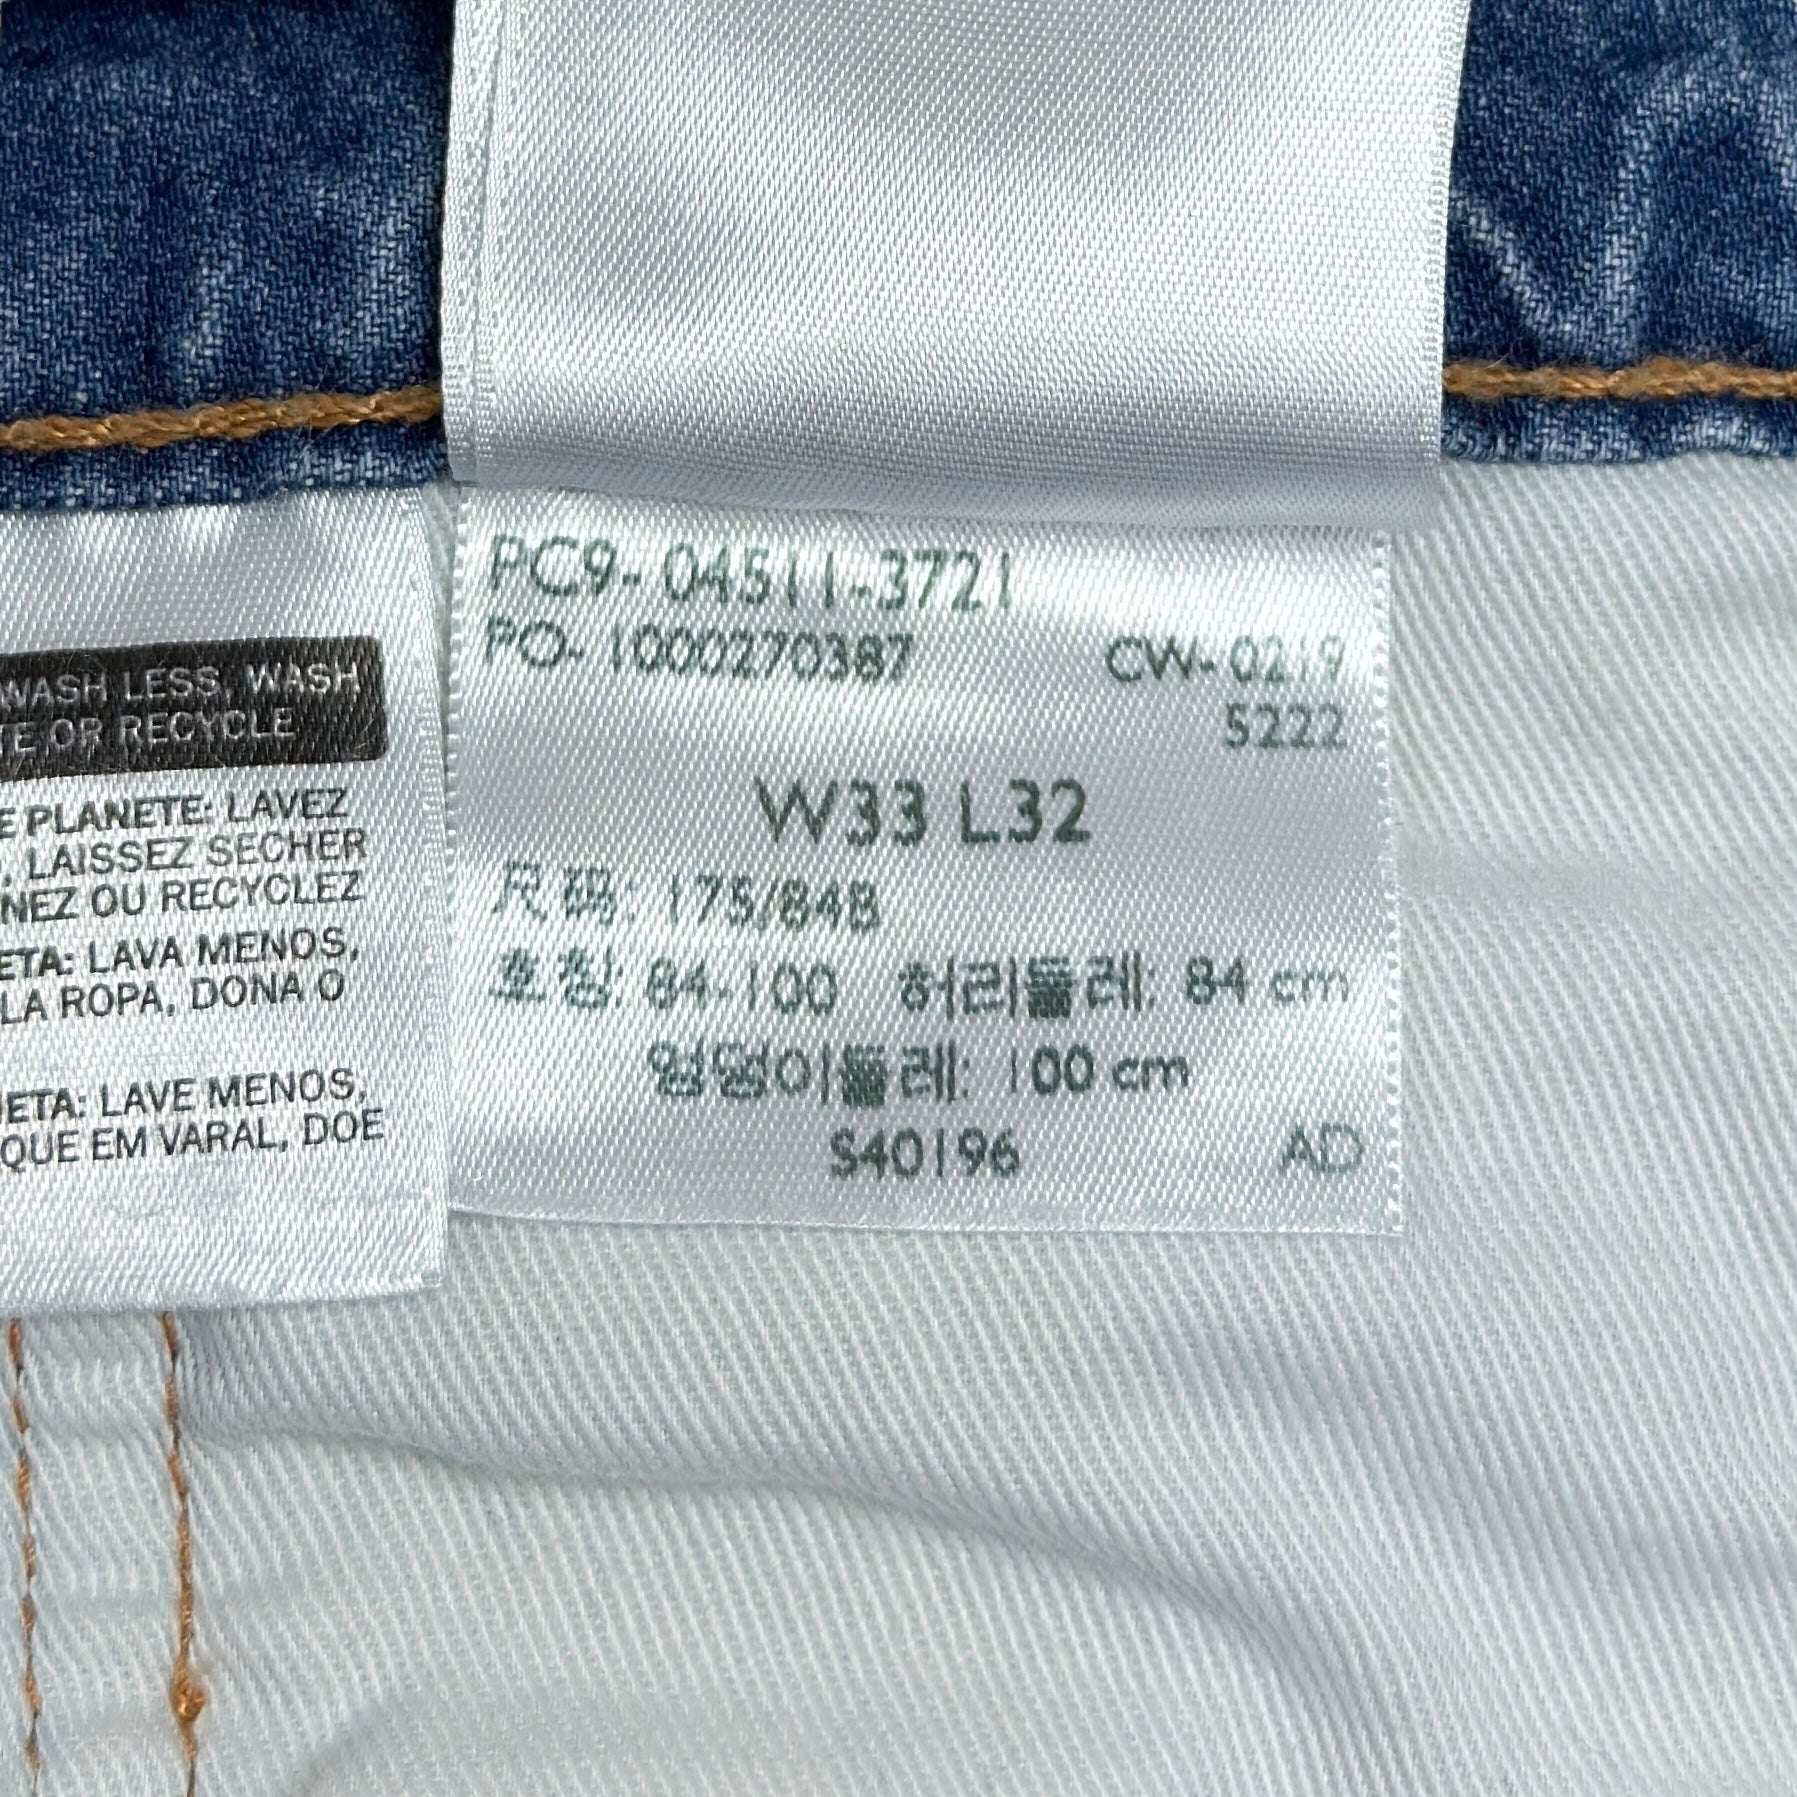 WASH LESS, WASH
TE OR RECYCLE
E PLANETE: LAVEZ
LAISSEZ SECHER
NEZ OU RECYCLEZ
ETA: LAVA MENOS,
LA ROPA, DONA O
ETA: LAVE MENOS,
QUE EM VARAL, DOE
PC9-04511-3721
PO-1000270387 CW-0219
5222
W33 L32
尺码: 175/84B
호칭: 84-100 허리둘레: 84 cm
엉덩이둘레: 100 cm
S40196 AD